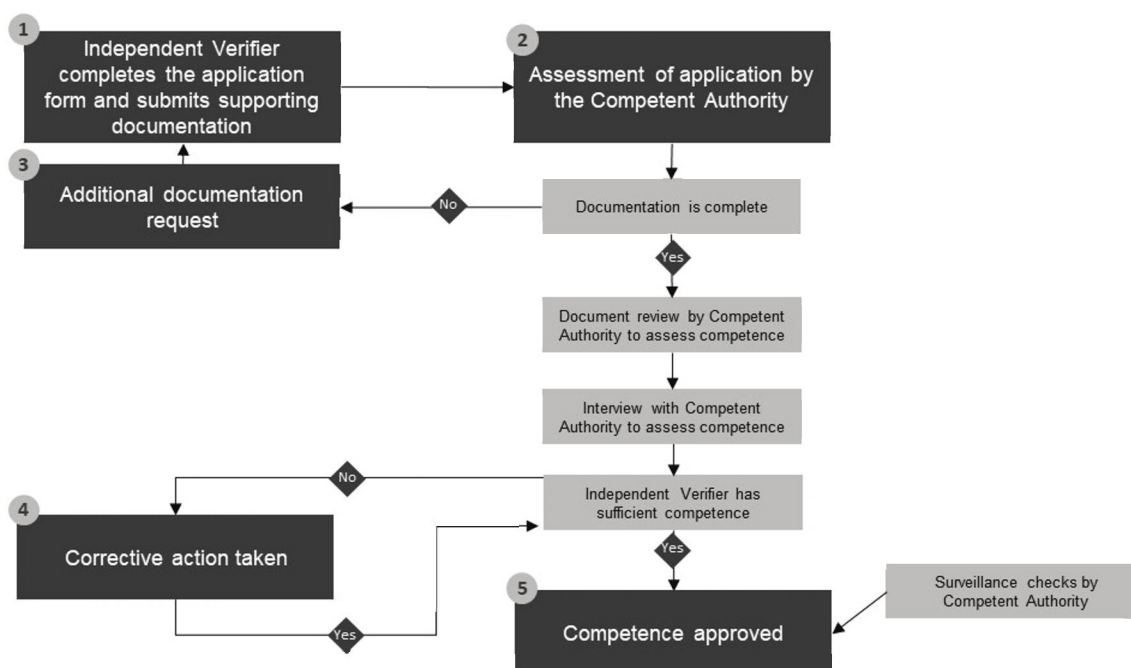 1
Independent Verifier
completes the application
form and submits supporting
documentation
2
Assessment of application by
the Competent Authority
3
Additional documentation
request
No
Documentation is complete
Yes
Document review by Competent
Authority to assess competence
Interview with Competent
Authority to assess competence
No
Independent Verifier has
sufficient competence
4
Corrective action taken
Yes
Yes
5
Competence approved
Surveillance checks by
Competent Authority